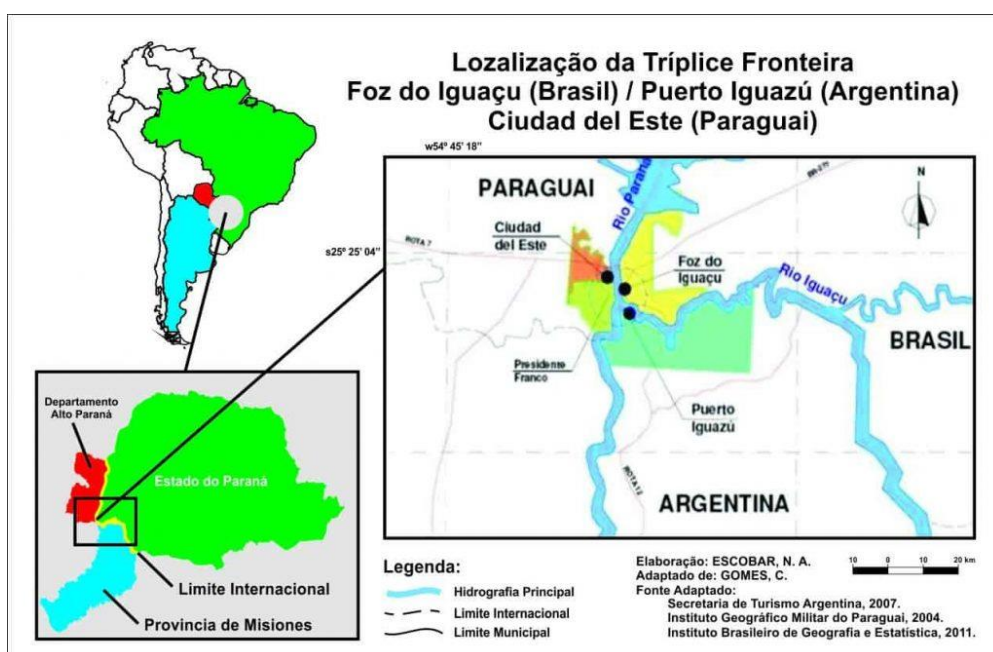 Lozalização da Tríplice Fronteira
Foz do Iguaçu (Brasil) / Puerto Iguazú (Argentina)
Ciudad del Este (Paraguai)
w54º 45' 18"
s25º 25' 04"
PARAGUAI
Rio Paraná
BR-277
N
Ciudad
del Este
ROTA 7
Foz do
Iguaçu
Rio Iguaçu
BRASIL
Presidente
Franco
Puerto
Iguazú
ROTA 12
ARGENTINA
Departamento
Alto Paraná
Estado do Paraná
Limite Internacional
Provincia de Misiones
Legenda:
Hidrografia Principal
Limite Internacional
Limite Municipal
Elaboração: ESCOBAR, N. A.
Adaptado de: GOMES, C.
Fonte Adaptado:
Secretaria de Turismo Argentina, 2007.
Instituto Geográfico Militar do Paraguai, 2004.
Instituto Brasileiro de Geografia e Estatística, 2011.
10 0 10 20 km